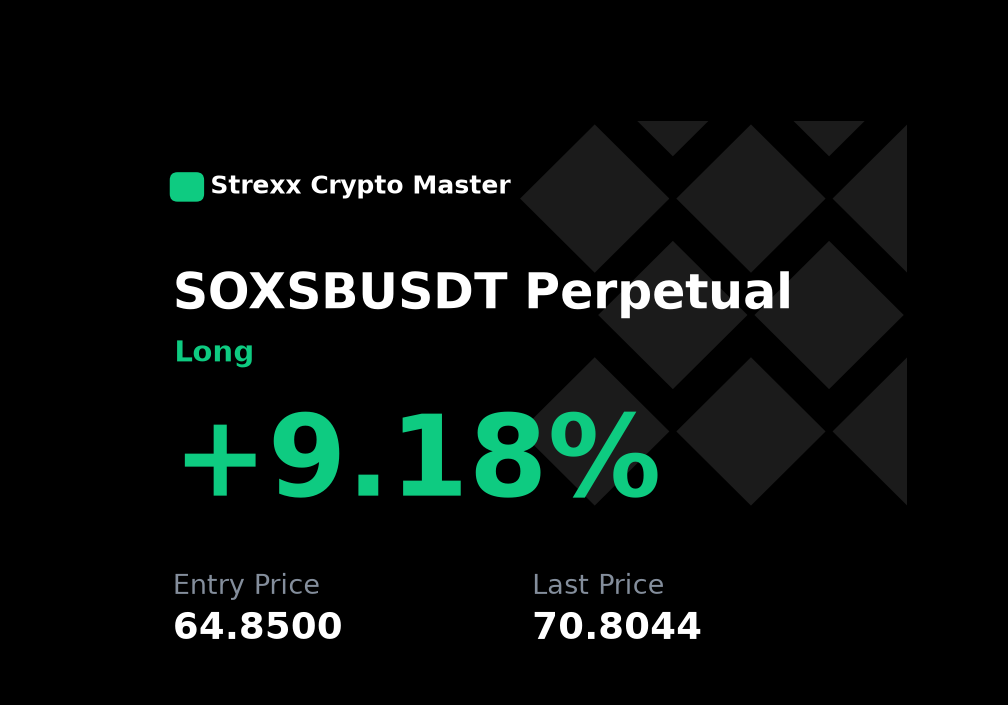 Strexx Crypto Master
SOXSBUSDT Perpetual
Long
+9.18%
Entry Price Last Price
64.8500 70.8044